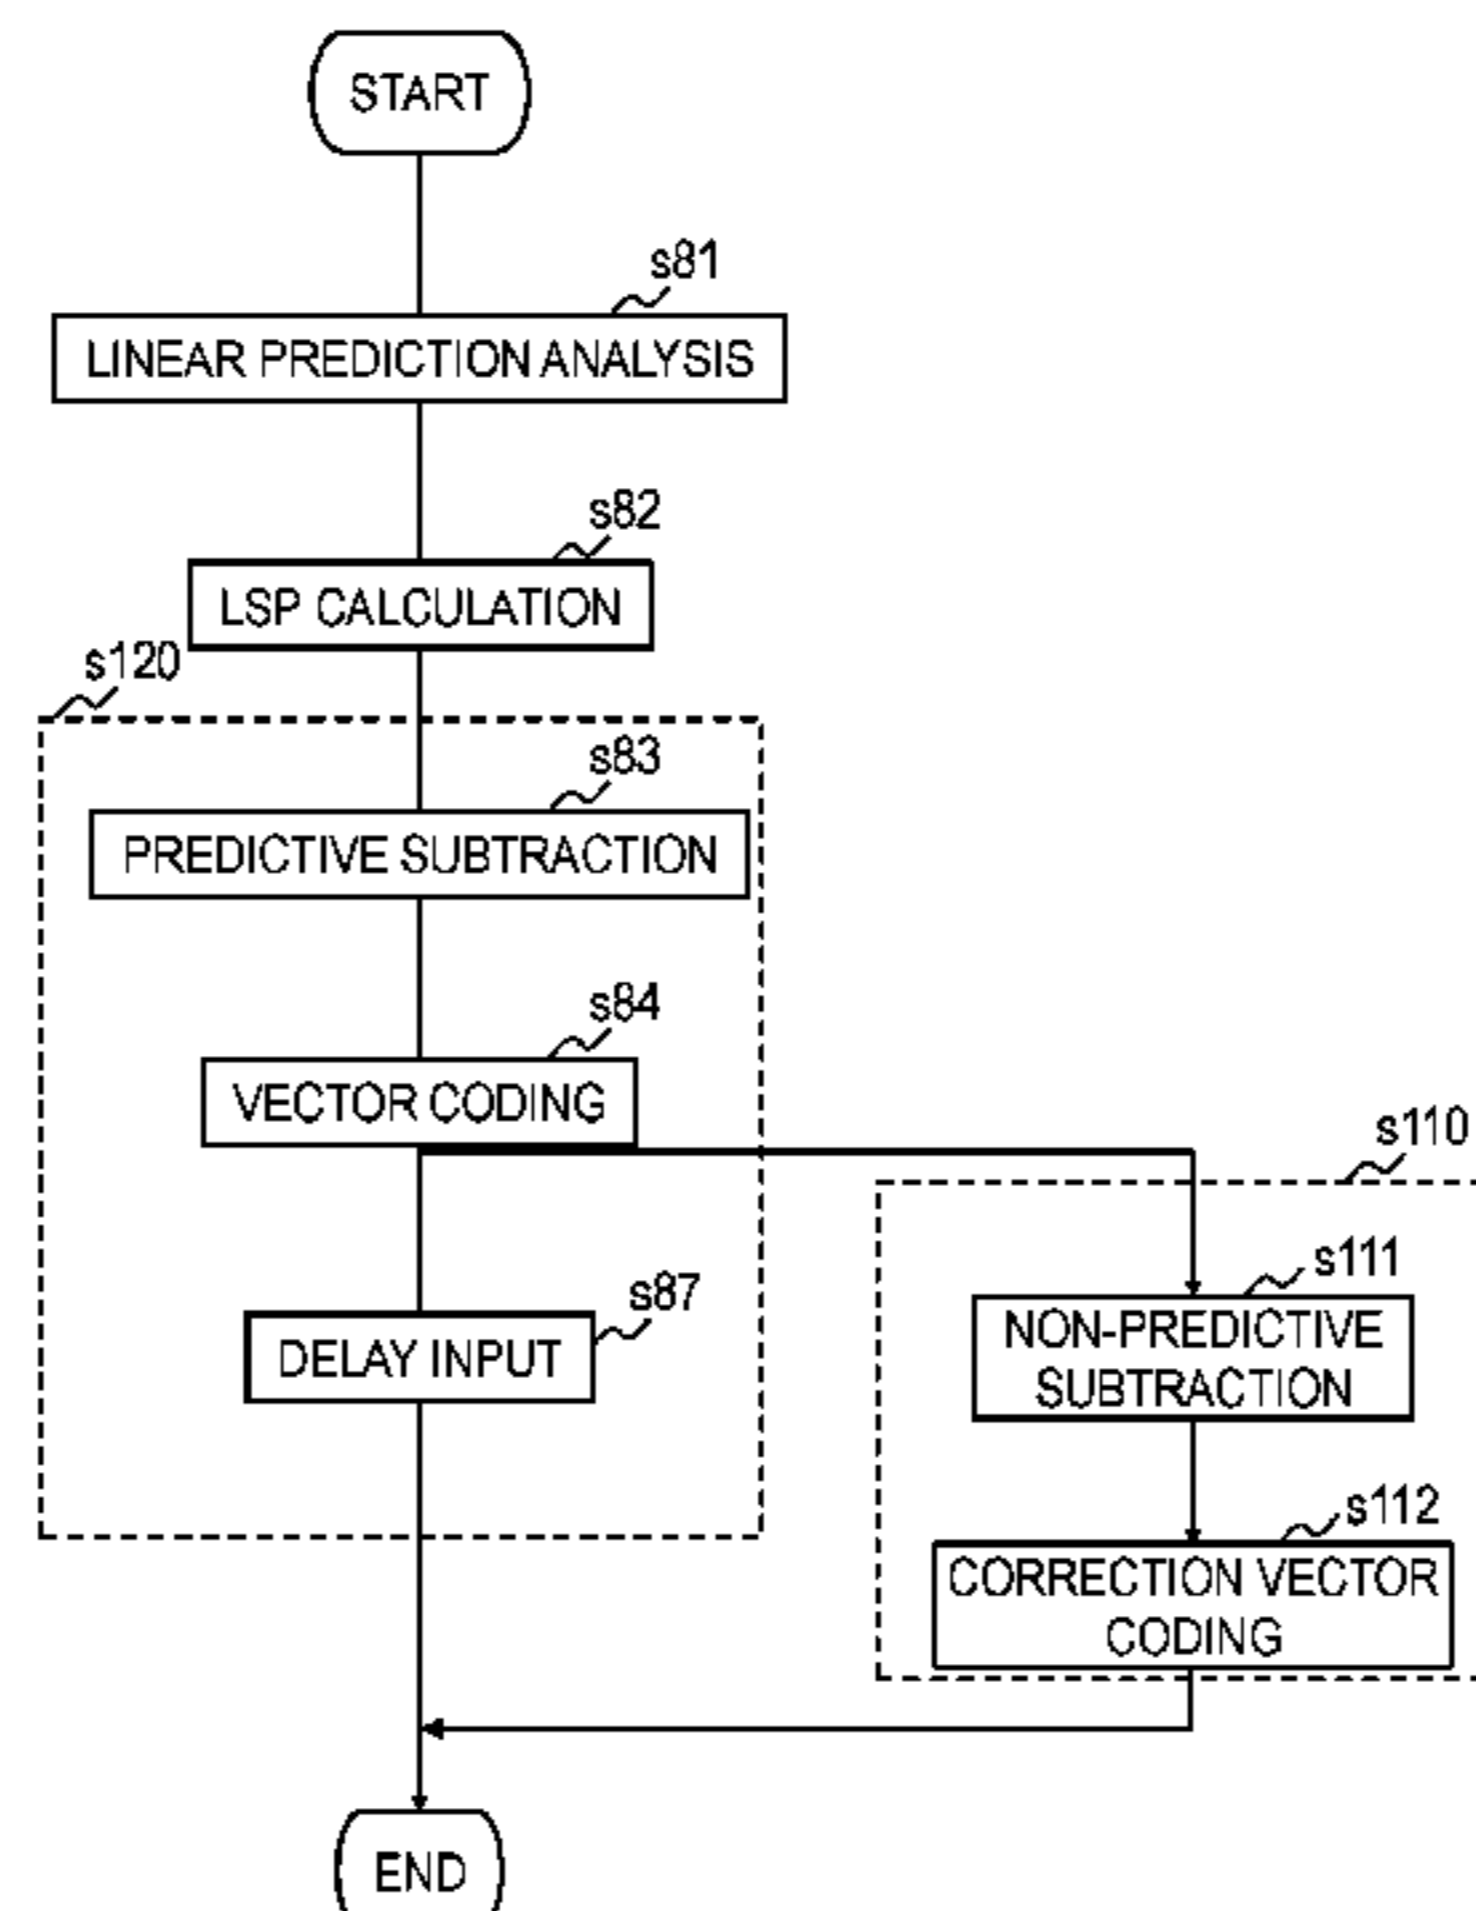 START
s81
LINEAR PREDICTION ANALYSIS
s82
LSP CALCULATION
s120
s83
PREDICTIVE SUBTRACTION
s84
VECTOR CODING
s110
s111
NON-PREDICTIVE
SUBTRACTION
s87
DELAY INPUT
s112
CORRECTION VECTOR
CODING
END